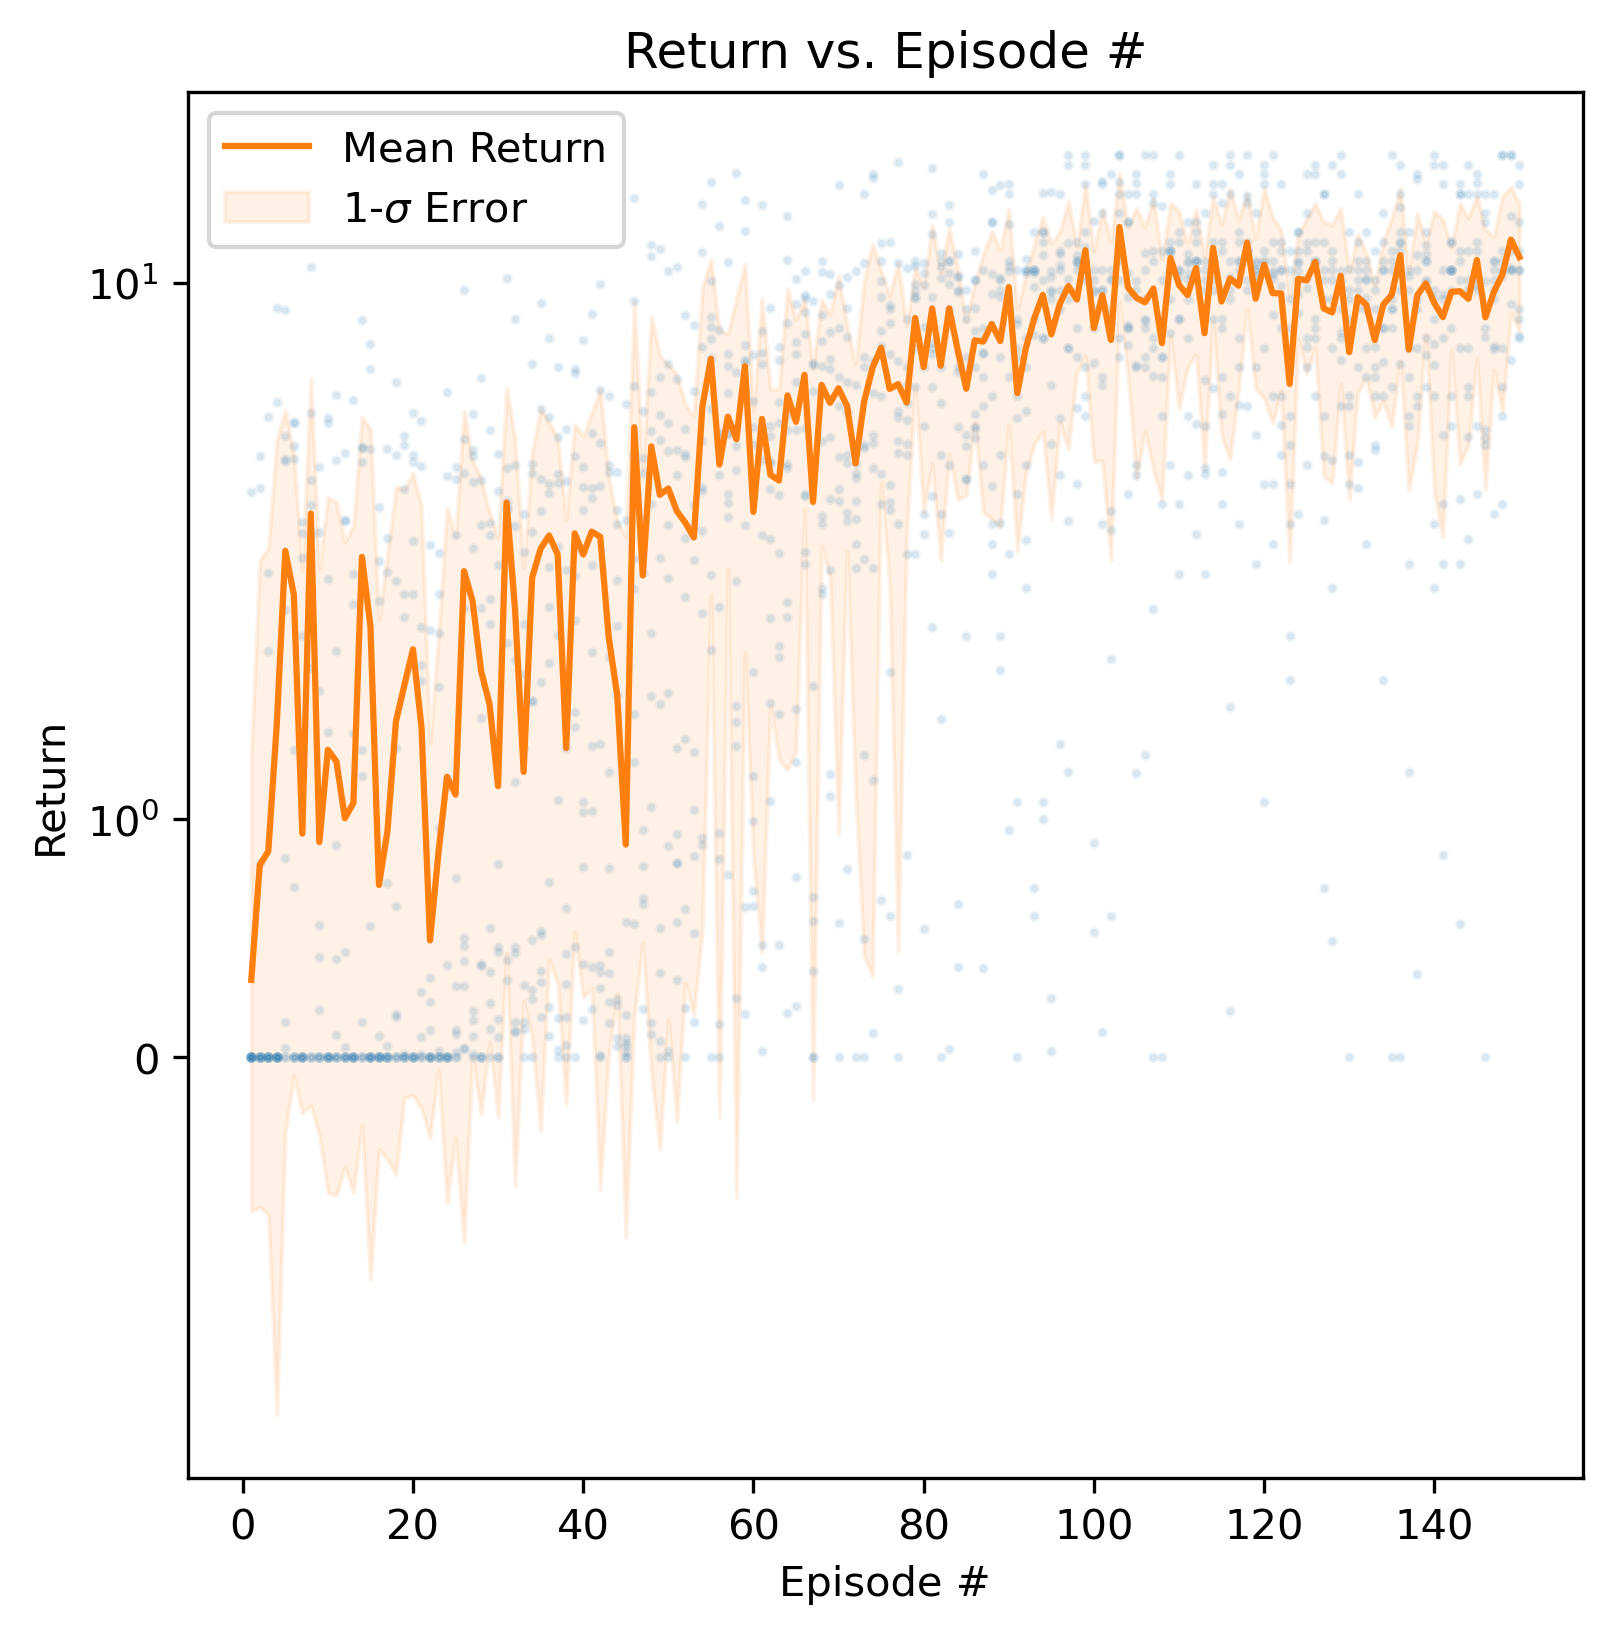 Return vs. Episode #
Mean Return
1-σ Error
10¹
10⁰
0
Return
0 20 40 60 80 100 120 140
Episode #